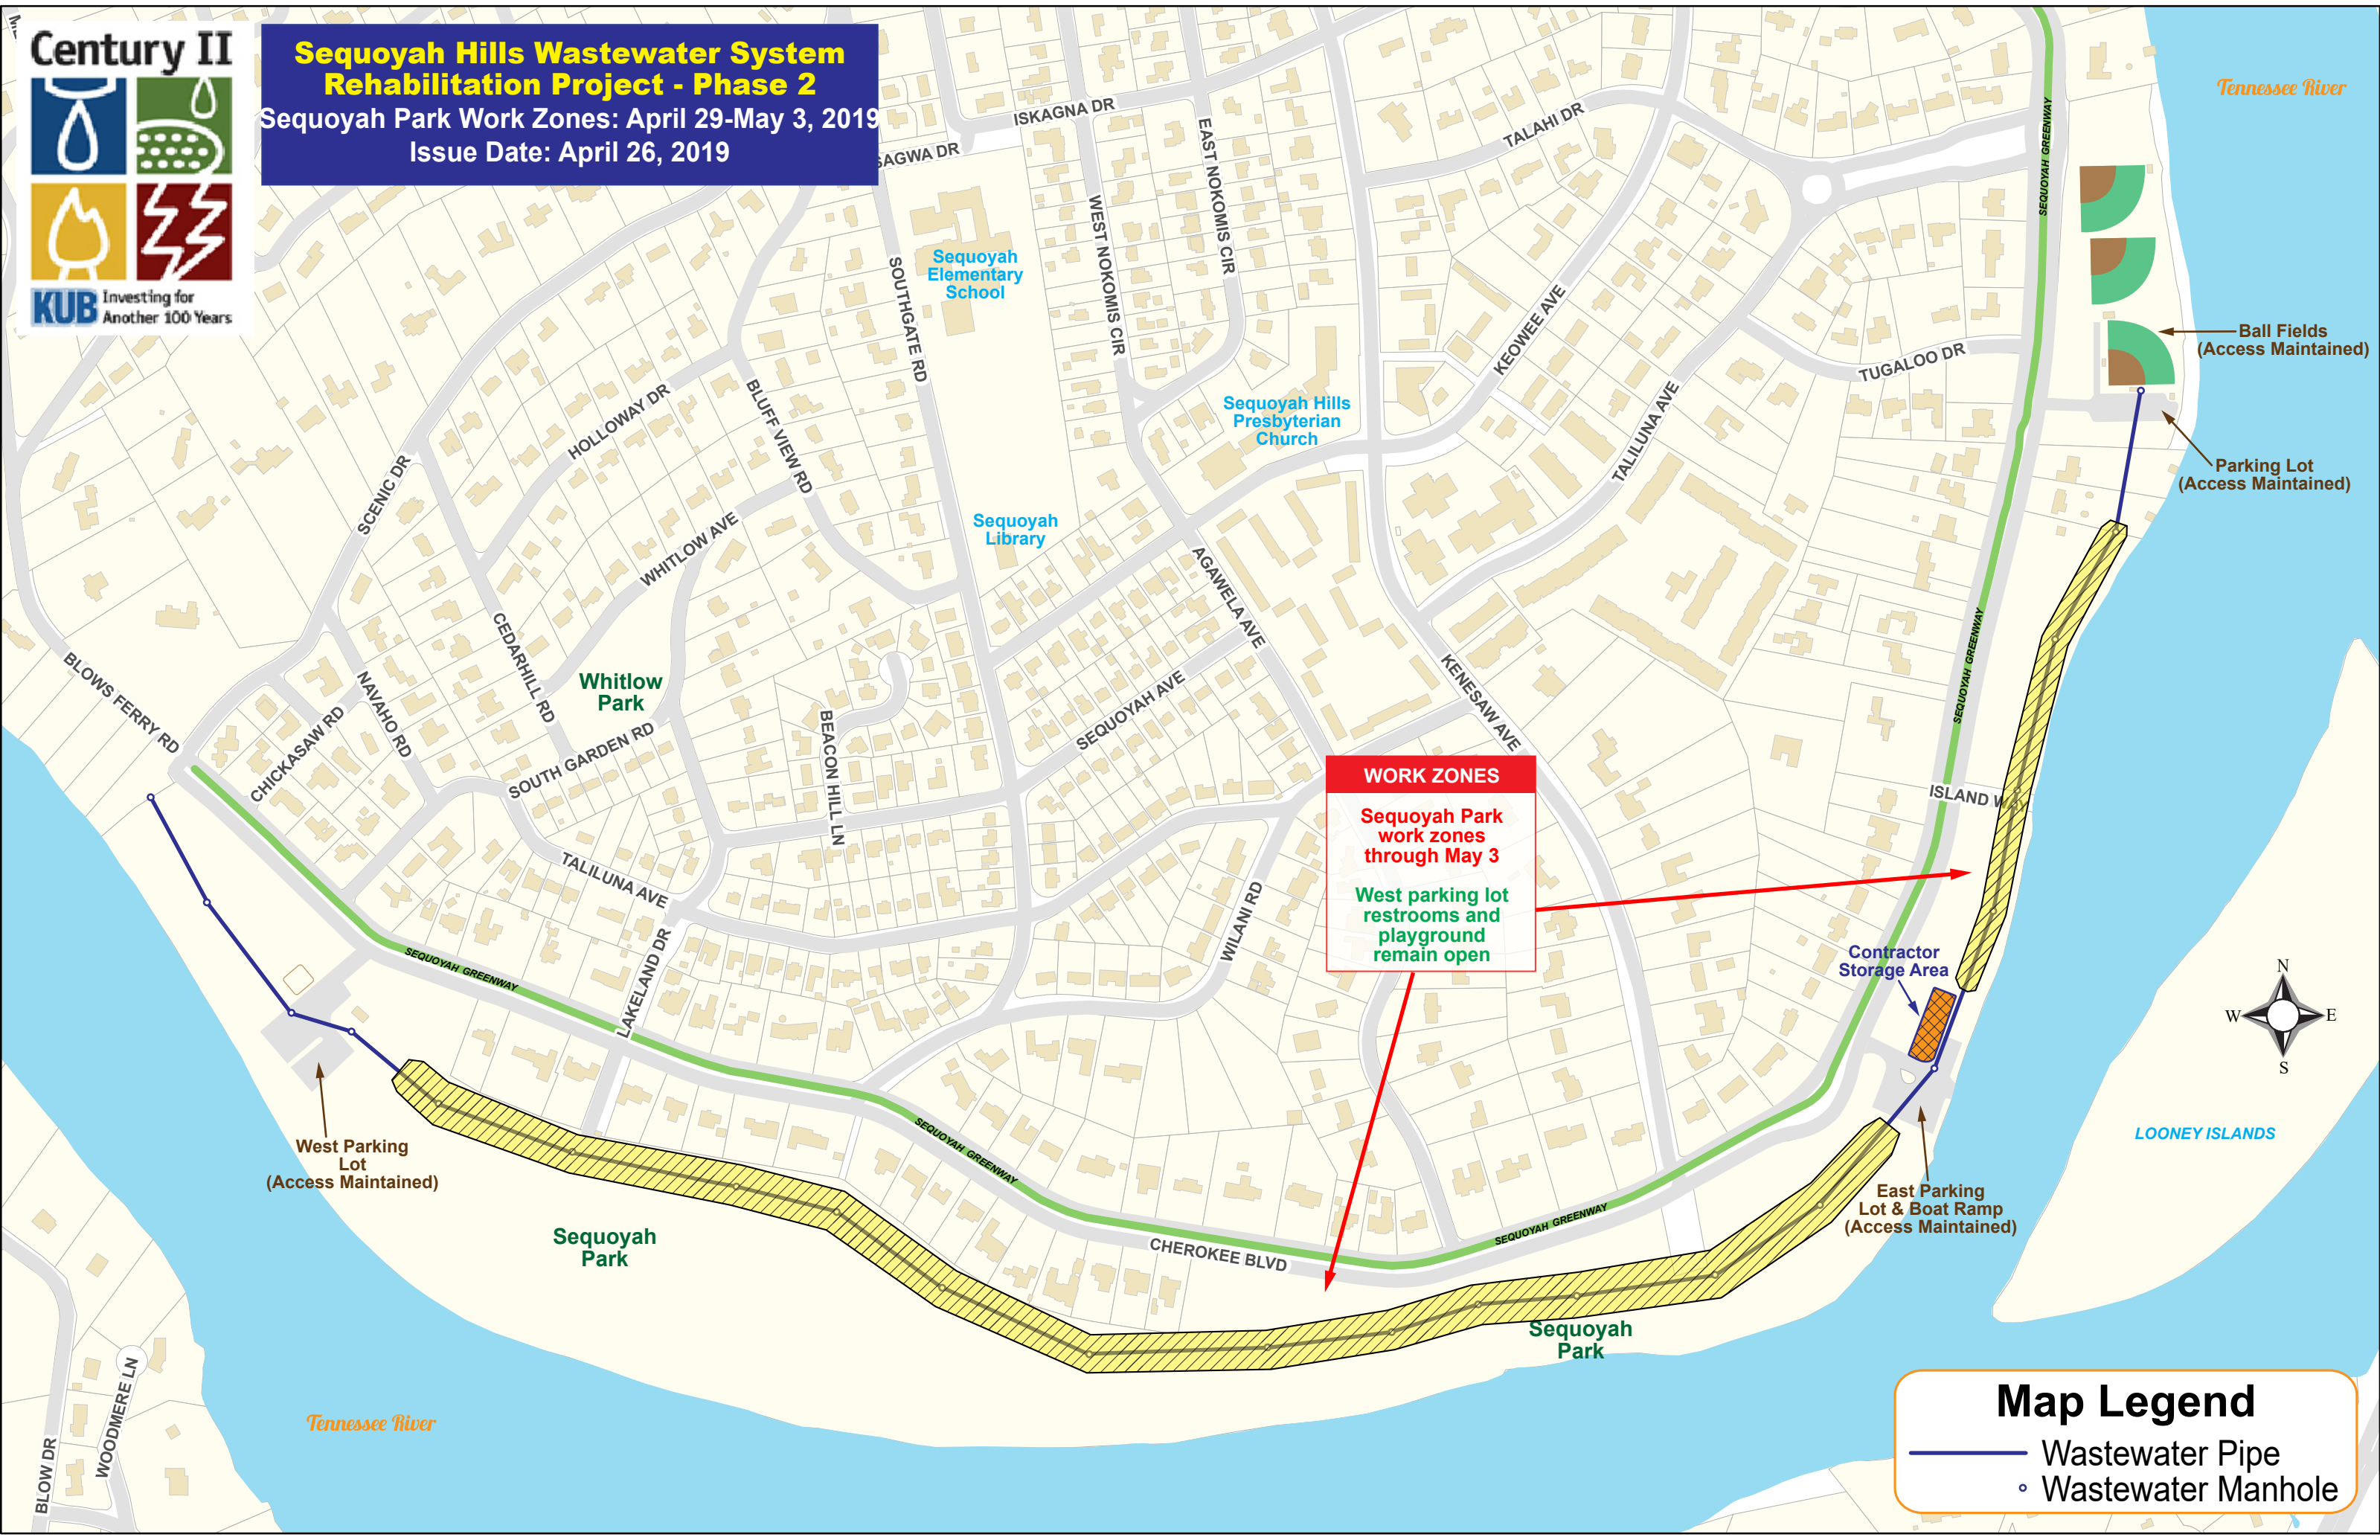 Century II
KUB Investing for
Another 100 Years
Sequoyah Hills Wastewater System
Rehabilitation Project - Phase 2
Sequoyah Park Work Zones: April 29-May 3, 2019
Issue Date: April 26, 2019
Tennessee River
ISKAGNA DR
SAGWA DR
EAST NOKOMIS CIR
WEST NOKOMIS CIR
TALAHI DR
SEQUOYAH GREENWAY
Sequoyah
Elementary
School
SOUTHGATE RD
KEOWEE AVE
TUGALOO DR
Ball Fields
(Access Maintained)
Parking Lot
(Access Maintained)
HOLLOWAY DR
BLUFF VIEW RD
Sequoyah Hills
Presbyterian
Church
TALILUNA AVE
SCENIC DR
WHITLOW AVE
Sequoyah
Library
AGAWELA AVE
CEDARHILL RD
BLOWS FERRY RD
NAVAHO RD
CHICKASAW RD
Whitlow
Park
SOUTH GARDEN RD
BEACON HILL LN
SEQUOYAH AVE
KENESAW AVE
SEQUOYAH GREENWAY
ISLAND W
WORK ZONES
Sequoyah Park
work zones
through May 3
West parking lot
restrooms and
playground
remain open
TALILUNA AVE
LAKELAND DR
WILANI RD
SEQUOYAH GREENWAY
Contractor
Storage Area
N
W
E
S
West Parking
Lot
(Access Maintained)
SEQUOYAH GREENWAY
SEQUOYAH GREENWAY
CHEROKEE BLVD
East Parking
Lot & Boat Ramp
(Access Maintained)
LOONEY ISLANDS
Sequoyah
Park
Sequoyah
Park
Tennessee River
WOODMERE LN
BLOW DR
Map Legend
Wastewater Pipe
Wastewater Manhole